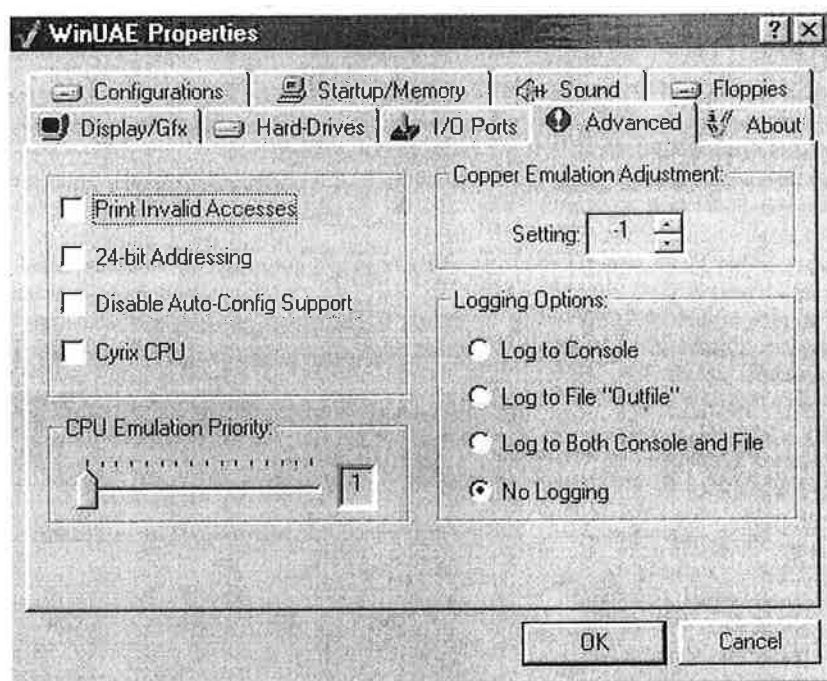 WinUAE Properties
Configurations
Startup/Memory
Sound
Floppies
Display/Gfx
Hard-Drives
I/O Ports
Advanced
About
Print Invalid Accesses
24-bit Addressing
Disable Auto-Config Support
Cyrix CPU
CPU Emulation Priority:
1
Copper Emulation Adjustment:
Setting: -1
Logging Options:
Log to Console
Log to File "Outfile"
Log to Both Console and File
No Logging
OK
Cancel